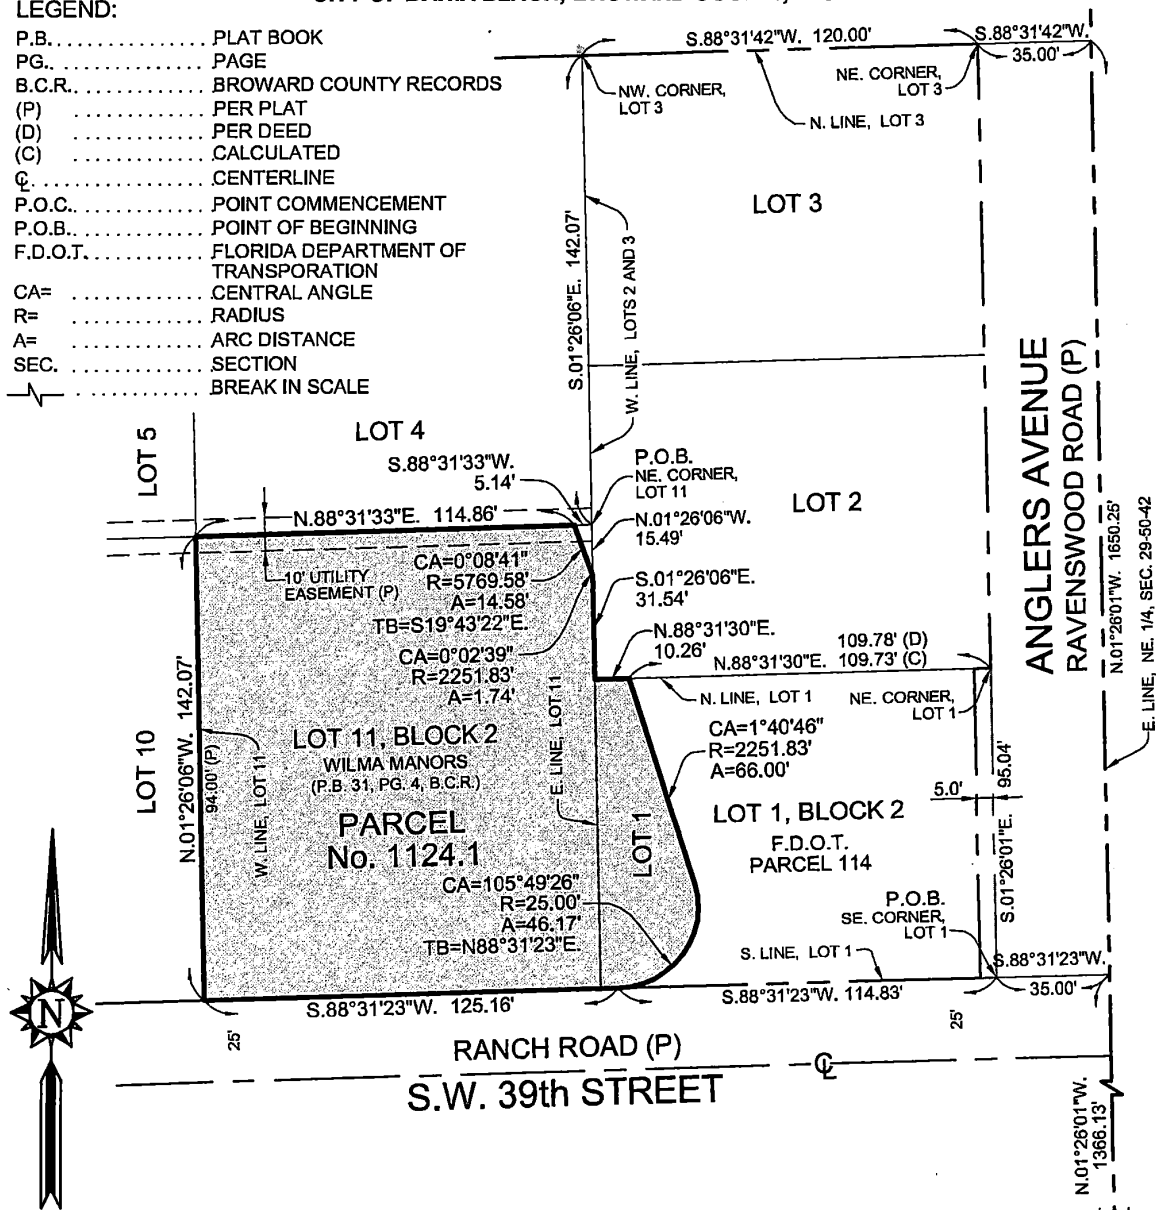 LEGEND:
P.B. . . . . . . . . . . . . . . PLAT BOOK
PG. . . . . . . . . . . . . . . PAGE
B.C.R. . . . . . . . . . . . . BROWARD COUNTY RECORDS
(P) . . . . . . . . . . . . . PER PLAT
(D) . . . . . . . . . . . . . PER DEED
(C) . . . . . . . . . . . . . CALCULATED
℄ . . . . . . . . . . . . . . . CENTERLINE
P.O.C. . . . . . . . . . . . . POINT COMMENCEMENT
P.O.B. . . . . . . . . . . . . POINT OF BEGINNING
F.D.O.T. . . . . . . . . . . . FLORIDA DEPARTMENT OF
TRANSPORATION
CA= . . . . . . . . . . . . . CENTRAL ANGLE
R= . . . . . . . . . . . . . RADIUS
A= . . . . . . . . . . . . . ARC DISTANCE
SEC. . . . . . . . . . . . . SECTION
. . . . . . . . . . . . . BREAK IN SCALE
S.88°31'42"W. 120.00'
S.88°31'42"W.
35.00'
NW. CORNER,
LOT 3
NE. CORNER,
LOT 3
N. LINE, LOT 3
LOT 3
S.01°26'06"E. 142.07'
W. LINE, LOTS 2 AND 3
ANGLERS AVENUE
RAVENSWOOD ROAD (P)
N.01°26'01"W. 1650.25'
E. LINE, NE. 1/4, SEC. 29-50-42
LOT 5
LOT 4
S.88°31'33"W.
5.14'
P.O.B.
NE. CORNER,
LOT 11
LOT 2
N.88°31'33"E. 114.86'
N.01°26'06"W.
15.49'
10' UTILITY
EASEMENT (P)
CA=0°08'41"
R=5769.58'
A=14.58'
TB=S19°43'22"E.
S.01°26'06"E.
31.54'
N.88°31'30"E.
10.26'
109.78' (D)
N.88°31'30"E. 109.73' (C)
CA=0°02'39"
R=2251.83'
A=1.74'
N. LINE, LOT 1
NE. CORNER,
LOT 1
LOT 10
N.01°26'06"W. 142.07'
94.00' (P)
W. LINE, LOT 11
LOT 11, BLOCK 2
WILMA MANORS
(P.B. 31, PG. 4, B.C.R.)
PARCEL
No. 1124.1
E. LINE, LOT 11
LOT 1
CA=1°40'46"
R=2251.83'
A=66.00'
5.0'
S.01°26'01"E. 95.04'
LOT 1, BLOCK 2
F.D.O.T.
PARCEL 114
CA=105°49'26"
R=25.00'
A=46.17'
TB=N88°31'23"E.
P.O.B.
SE. CORNER,
LOT 1
S. LINE, LOT 1
S.88°31'23"W.
35.00'
S.88°31'23"W. 125.16'
S.88°31'23"W. 114.83'
25'
25'
N
RANCH ROAD (P)
℄
S.W. 39th STREET
N.01°26'01"W.
1366.13'